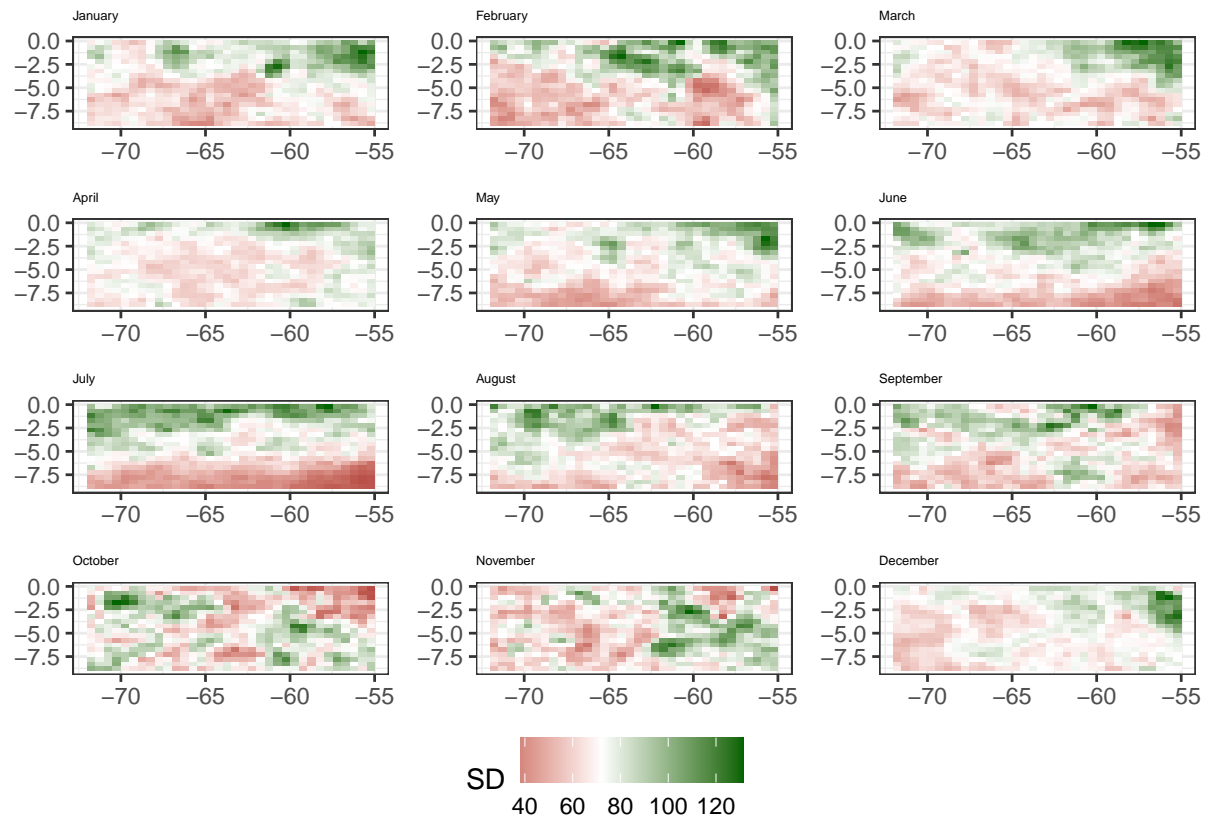 January February March
0.0 0.0 0.0
−2.5 −2.5 −2.5
−5.0 −5.0 −5.0
−7.5 −7.5 −7.5
−70 −65 −60 −55 −70 −65 −60 −55 −70 −65 −60 −55
April May June
0.0 0.0 0.0
−2.5 −2.5 −2.5
−5.0 −5.0 −5.0
−7.5 −7.5 −7.5
−70 −65 −60 −55 −70 −65 −60 −55 −70 −65 −60 −55
July August September
0.0 0.0 0.0
−2.5 −2.5 −2.5
−5.0 −5.0 −5.0
−7.5 −7.5 −7.5
−70 −65 −60 −55 −70 −65 −60 −55 −70 −65 −60 −55
October November December
0.0 0.0 0.0
−2.5 −2.5 −2.5
−5.0 −5.0 −5.0
−7.5 −7.5 −7.5
−70 −65 −60 −55 −70 −65 −60 −55 −70 −65 −60 −55
SD
40 60 80 100 120